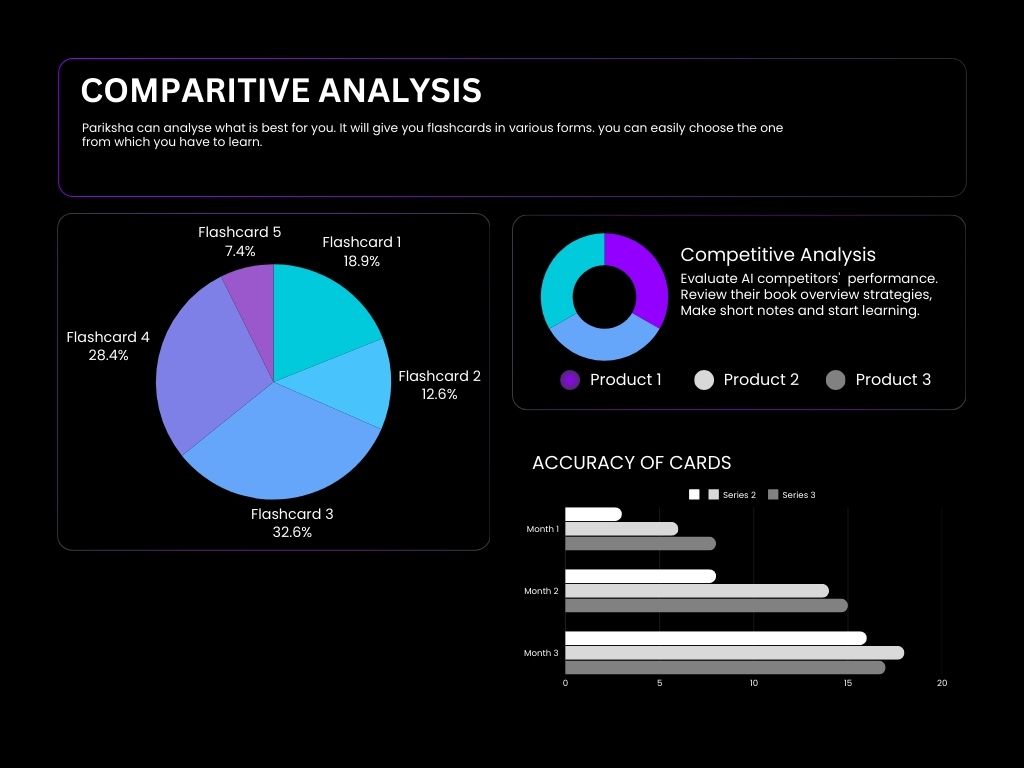 COMPARITIVE ANALYSIS
Pariksha can analyse what is best for you. It will give you flashcards in various forms. you can easily choose the one
from which you have to learn.
Flashcard 5
7.4%
Flashcard 1
18.9%
Flashcard 4
28.4%
Flashcard 2
12.6%
Flashcard 3
32.6%
Competitive Analysis
Evaluate AI competitors'  performance.
Review their book overview strategies,
Make short notes and start learning.
Product 1 Product 2 Product 3
ACCURACY OF CARDS
Series 2 Series 3
Month 1
Month 2
Month 3
0 5 10 15 20